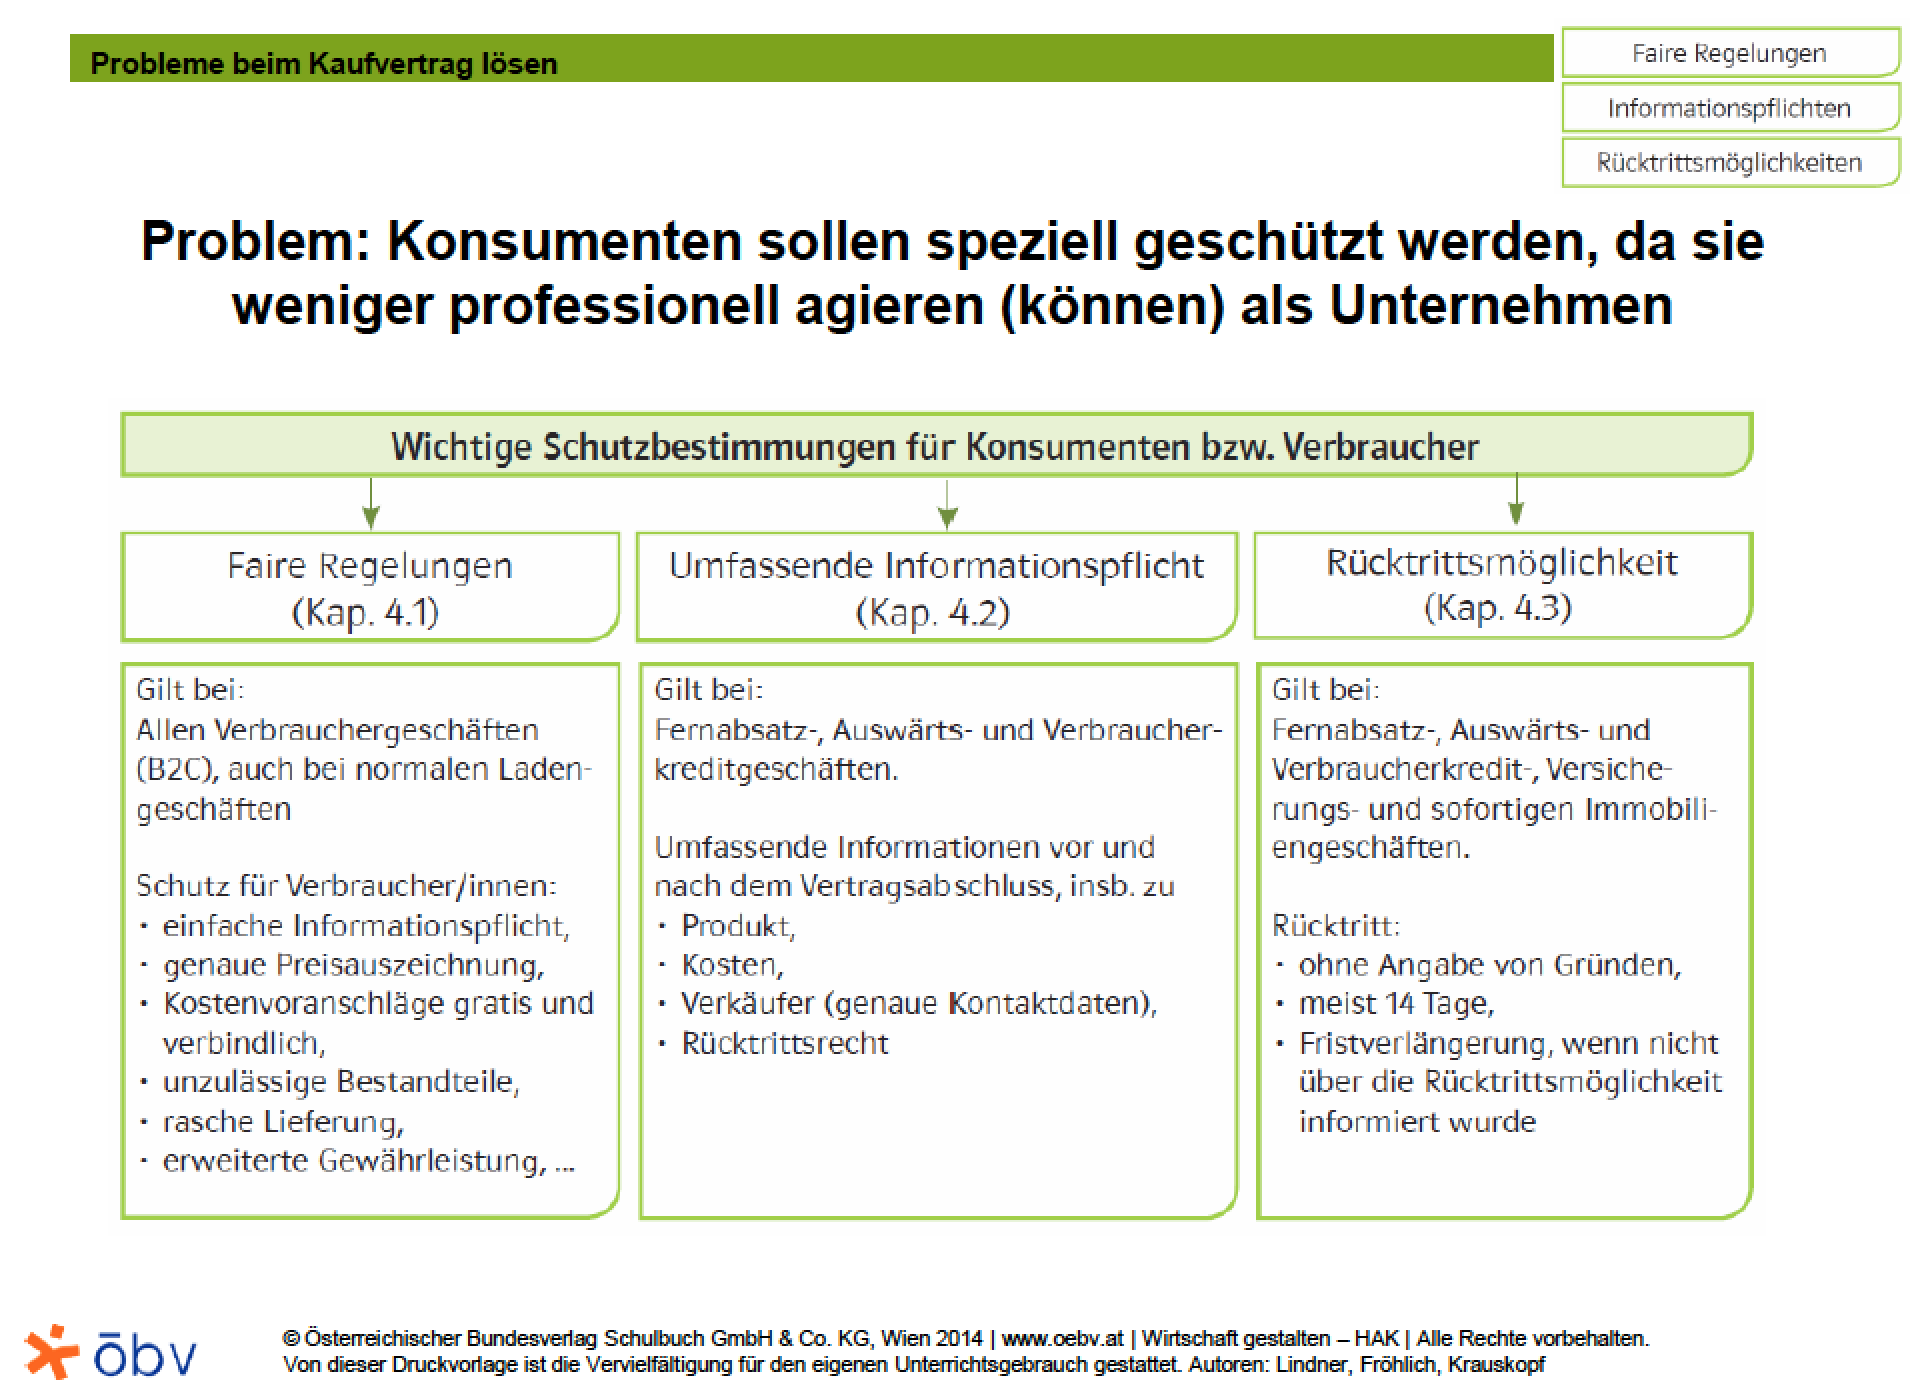 Probleme beim Kaufvertrag lösen
Faire Regelungen
Informationspflichten
Rücktrittsmöglichkeiten
Problem: Konsumenten sollen speziell geschützt werden, da sie
weniger professionell agieren (können) als Unternehmen
Wichtige Schutzbestimmungen für Konsumenten bzw. Verbraucher
Faire Regelungen
(Kap. 4.1)
Gilt bei:
Allen Verbrauchergeschäften
(B2C), auch bei normalen Laden-
geschäften
Schutz für Verbraucher/innen:
• einfache Informationspflicht,
• genaue Preisauszeichnung,
• Kostenvoranschläge gratis und
verbindlich,
• unzulässige Bestandteile,
• rasche Lieferung,
• erweiterte Gewährleistung, ...
Umfassende Informationspflicht
(Kap. 4.2)
Gilt bei:
Fernabsatz-, Auswärts- und Verbraucher-
kreditgeschäften.
Umfassende Informationen vor und
nach dem Vertragsabschluss, insb. zu
• Produkt,
• Kosten,
• Verkäufer (genaue Kontaktdaten),
• Rücktrittsrecht
Rücktrittsmöglichkeit
(Kap. 4.3)
Gilt bei:
Fernabsatz-, Auswärts- und
Verbraucherkredit-, Versiche-
rungs- und sofortigen Immobili-
engeschäften.
Rücktritt:
• ohne Angabe von Gründen,
• meist 14 Tage,
• Fristverlängerung, wenn nicht
über die Rücktrittsmöglichkeit
informiert wurde
ōbv
© Österreichischer Bundesverlag Schulbuch GmbH & Co. KG, Wien 2014 | www.oebv.at | Wirtschaft gestalten – HAK | Alle Rechte vorbehalten.
Von dieser Druckvorlage ist die Vervielfältigung für den eigenen Unterrichtsgebrauch gestattet. Autoren: Lindner, Fröhlich, Krauskopf